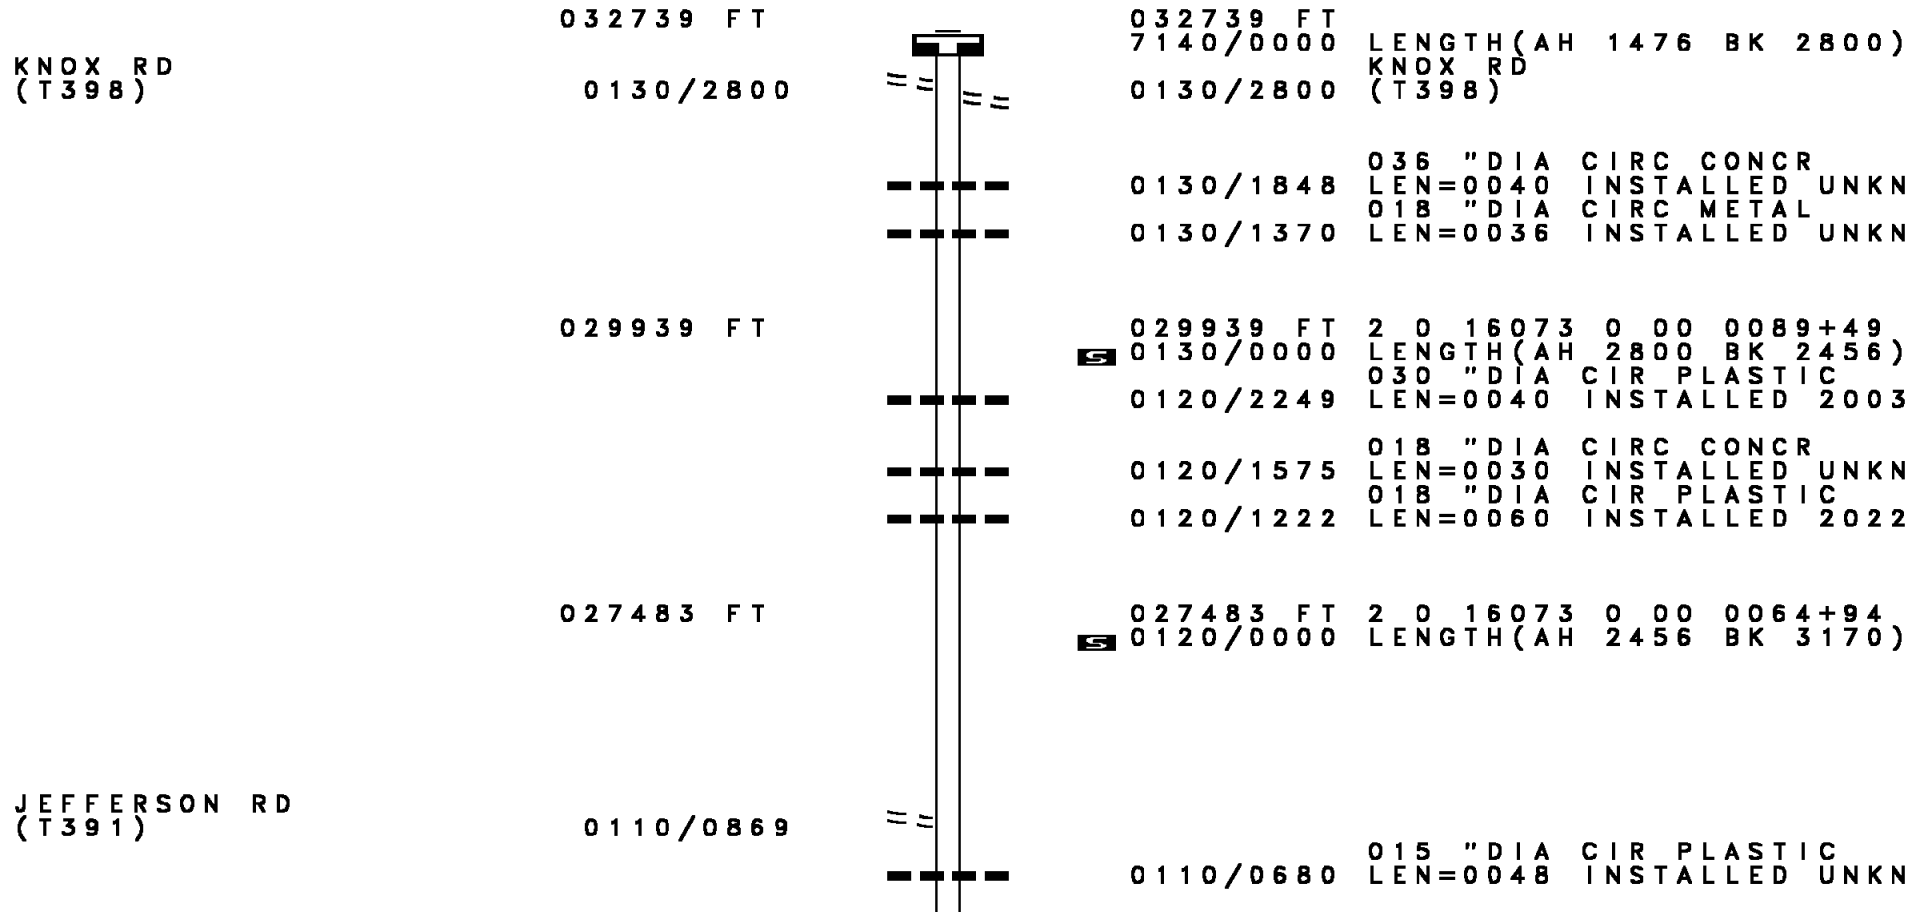 032739 FT 032739 FT
7140/0000 LENGTH(AH 1476 BK 2800)
KNOX RD KNOX RD
(T398) 0130/2800 0130/2800 (T398)
036 "DIA CIRC CONCR
0130/1848 LEN=0040 INSTALLED UNKN
018 "DIA CIRC METAL
0130/1370 LEN=0036 INSTALLED UNKN
029939 FT 029939 FT 2 0 16073 0 00 0089+49
S 0130/0000 LENGTH(AH 2800 BK 2456)
030 "DIA CIR PLASTIC
0120/2249 LEN=0040 INSTALLED 2003
018 "DIA CIRC CONCR
0120/1575 LEN=0030 INSTALLED UNKN
018 "DIA CIR PLASTIC
0120/1222 LEN=0060 INSTALLED 2022
027483 FT 027483 FT 2 0 16073 0 00 0064+94
S 0120/0000 LENGTH(AH 2456 BK 3170)
JEFFERSON RD
(T391) 0110/0869
015 "DIA CIR PLASTIC
0110/0680 LEN=0048 INSTALLED UNKN